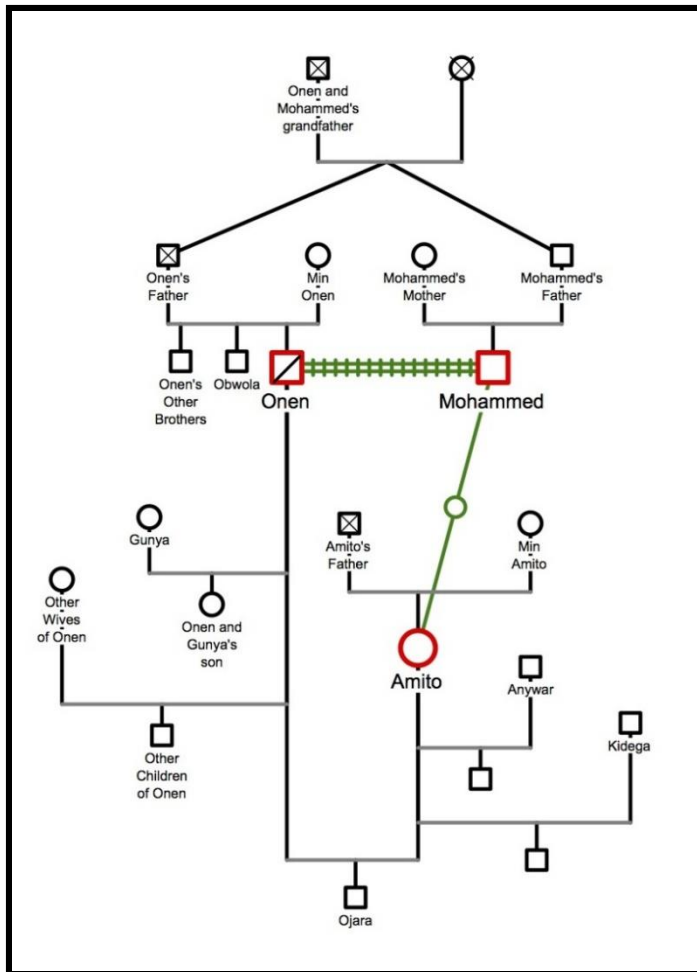 Onen and
Mohammed's
grandfather
Onen's
Father
Min
Onen
Mohammed's
Mother
Mohammed's
Father
Onen's
Other
Brothers
Obwola
Onen
Mohammed
Gunya
Amito's
Father
Min
Amito
Other
Wives
of Onen
Onen and
Gunya's
son
Amito
Anywar
Kidega
Other
Children
of Onen
Ojara